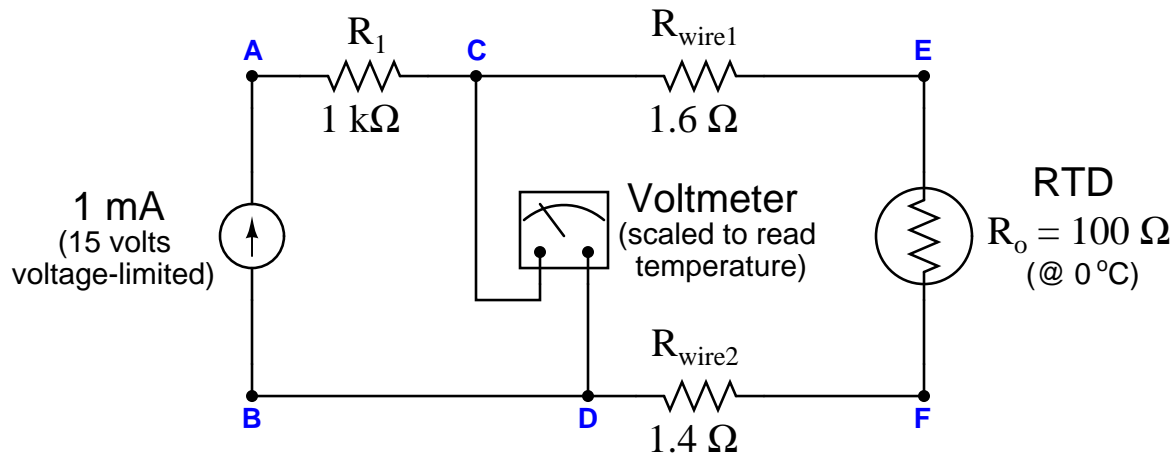 A
R1
C
Rwire1
E
1 kΩ
1.6 Ω
1 mA
(15 volts
voltage-limited)
Voltmeter
(scaled to read
temperature)
RTD
Ro = 100 Ω
(@ 0 °C)
B
D
Rwire2
F
1.4 Ω